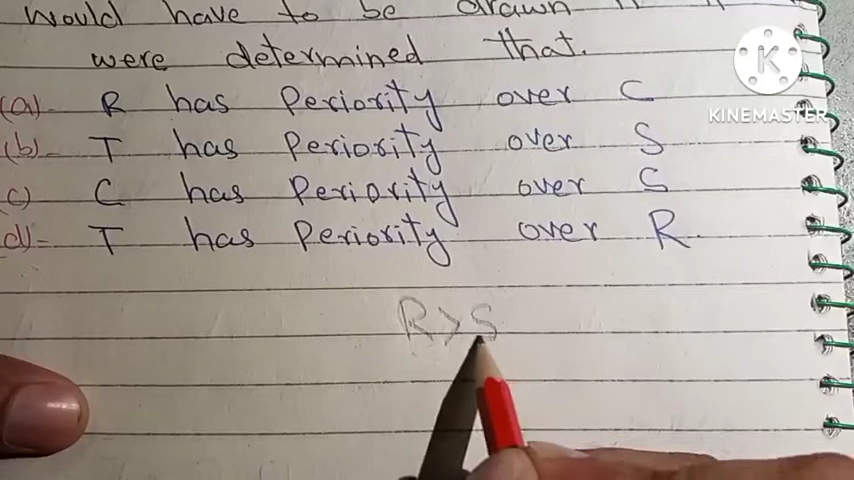 would have to be drawn
were determined that.
(a)- R has Periority over C
(b)- T has Periority over S
(c) C has Periority over S
(d)- T has Periority over R.
R>S
K
KINEMASTER